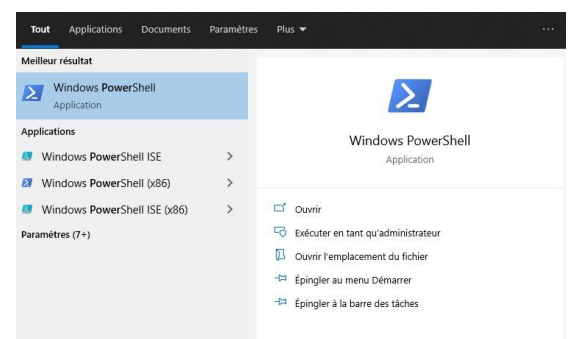 Tout Applications Documents Paramètres Plus
Meilleur résultat
Windows PowerShell
Application
Applications
Windows PowerShell ISE
Windows PowerShell (x86)
Windows PowerShell ISE (x86)
Paramètres (7+)
Windows PowerShell
Application
Ouvrir
Exécuter en tant qu'administrateur
Ouvrir l'emplacement du fichier
Épingler au menu Démarrer
Épingler à la barre des tâches